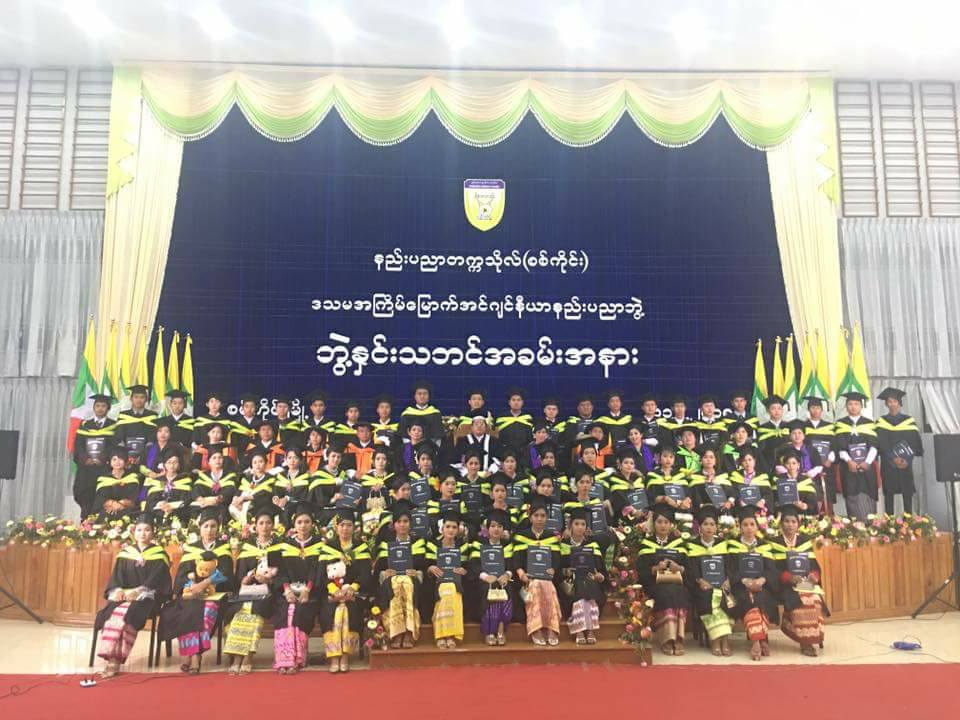 နည်းပညာတက္ကသိုလ်(စစ်ကိုင်း)
ဒသမအကြိမ်မြောက်အင်ဂျင်နီယာနည်းပညာဘွဲ့
ဘွဲ့နှင်းသဘင်အခမ်းအနား